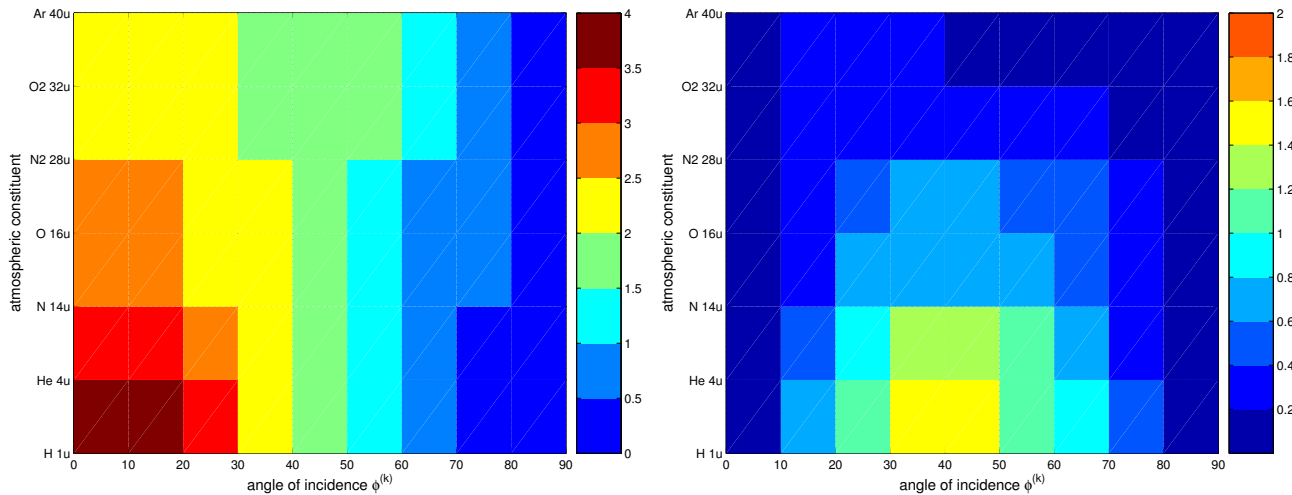 Ar 40u
O2 32u
N2 28u
O 16u
N 14u
He 4u
H 1u
atmospheric constituent
0 10 20 30 40 50 60 70 80 90
angle of incidence ϕ(k)
4
3.5
3
2.5
2
1.5
1
0.5
0
Ar 40u
O2 32u
N2 28u
O 16u
N 14u
He 4u
H 1u
atmospheric constituent
0 10 20 30 40 50 60 70 80 90
angle of incidence ϕ(k)
2
1.8
1.6
1.4
1.2
1
0.8
0.6
0.4
0.2